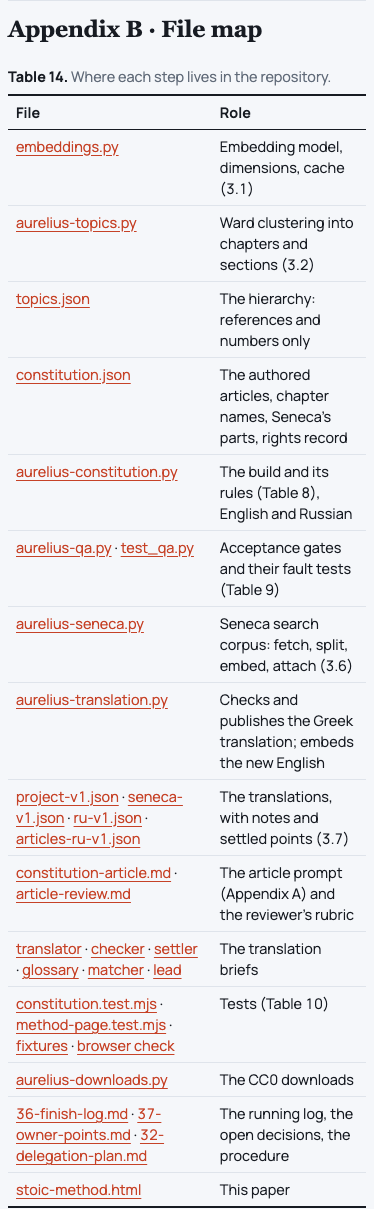 Appendix B · File map
Table 14. Where each step lives in the repository.
File Role
embeddings.py Embedding model,
dimensions, cache
(3.1)
aurelius-topics.py Ward clustering into
chapters and
sections (3.2)
topics.json The hierarchy:
references and
numbers only
constitution.json The authored
articles, chapter
names, Seneca's
parts, rights record
aurelius-constitution.py The build and its
rules (Table 8),
English and Russian
aurelius-qa.py · test_qa.py Acceptance gates
and their fault tests
(Table 9)
aurelius-seneca.py Seneca search
corpus: fetch, split,
embed, attach (3.6)
aurelius-translation.py Checks and
publishes the Greek
translation; embeds
the new English
project-v1.json · seneca- The translations,
v1.json · ru-v1.json · with notes and
articles-ru-v1.json settled points (3.7)
constitution-article.md · The article prompt
article-review.md (Appendix A) and
the reviewer's rubric
translator · checker · settler The translation
· glossary · matcher · lead briefs
constitution.test.mjs · Tests (Table 10)
method-page.test.mjs ·
fixtures · browser check
aurelius-downloads.py The CC0 downloads
36-finish-log.md · 37- The running log, the
owner-points.md · 32- open decisions, the
delegation-plan.md procedure
stoic-method.html This paper